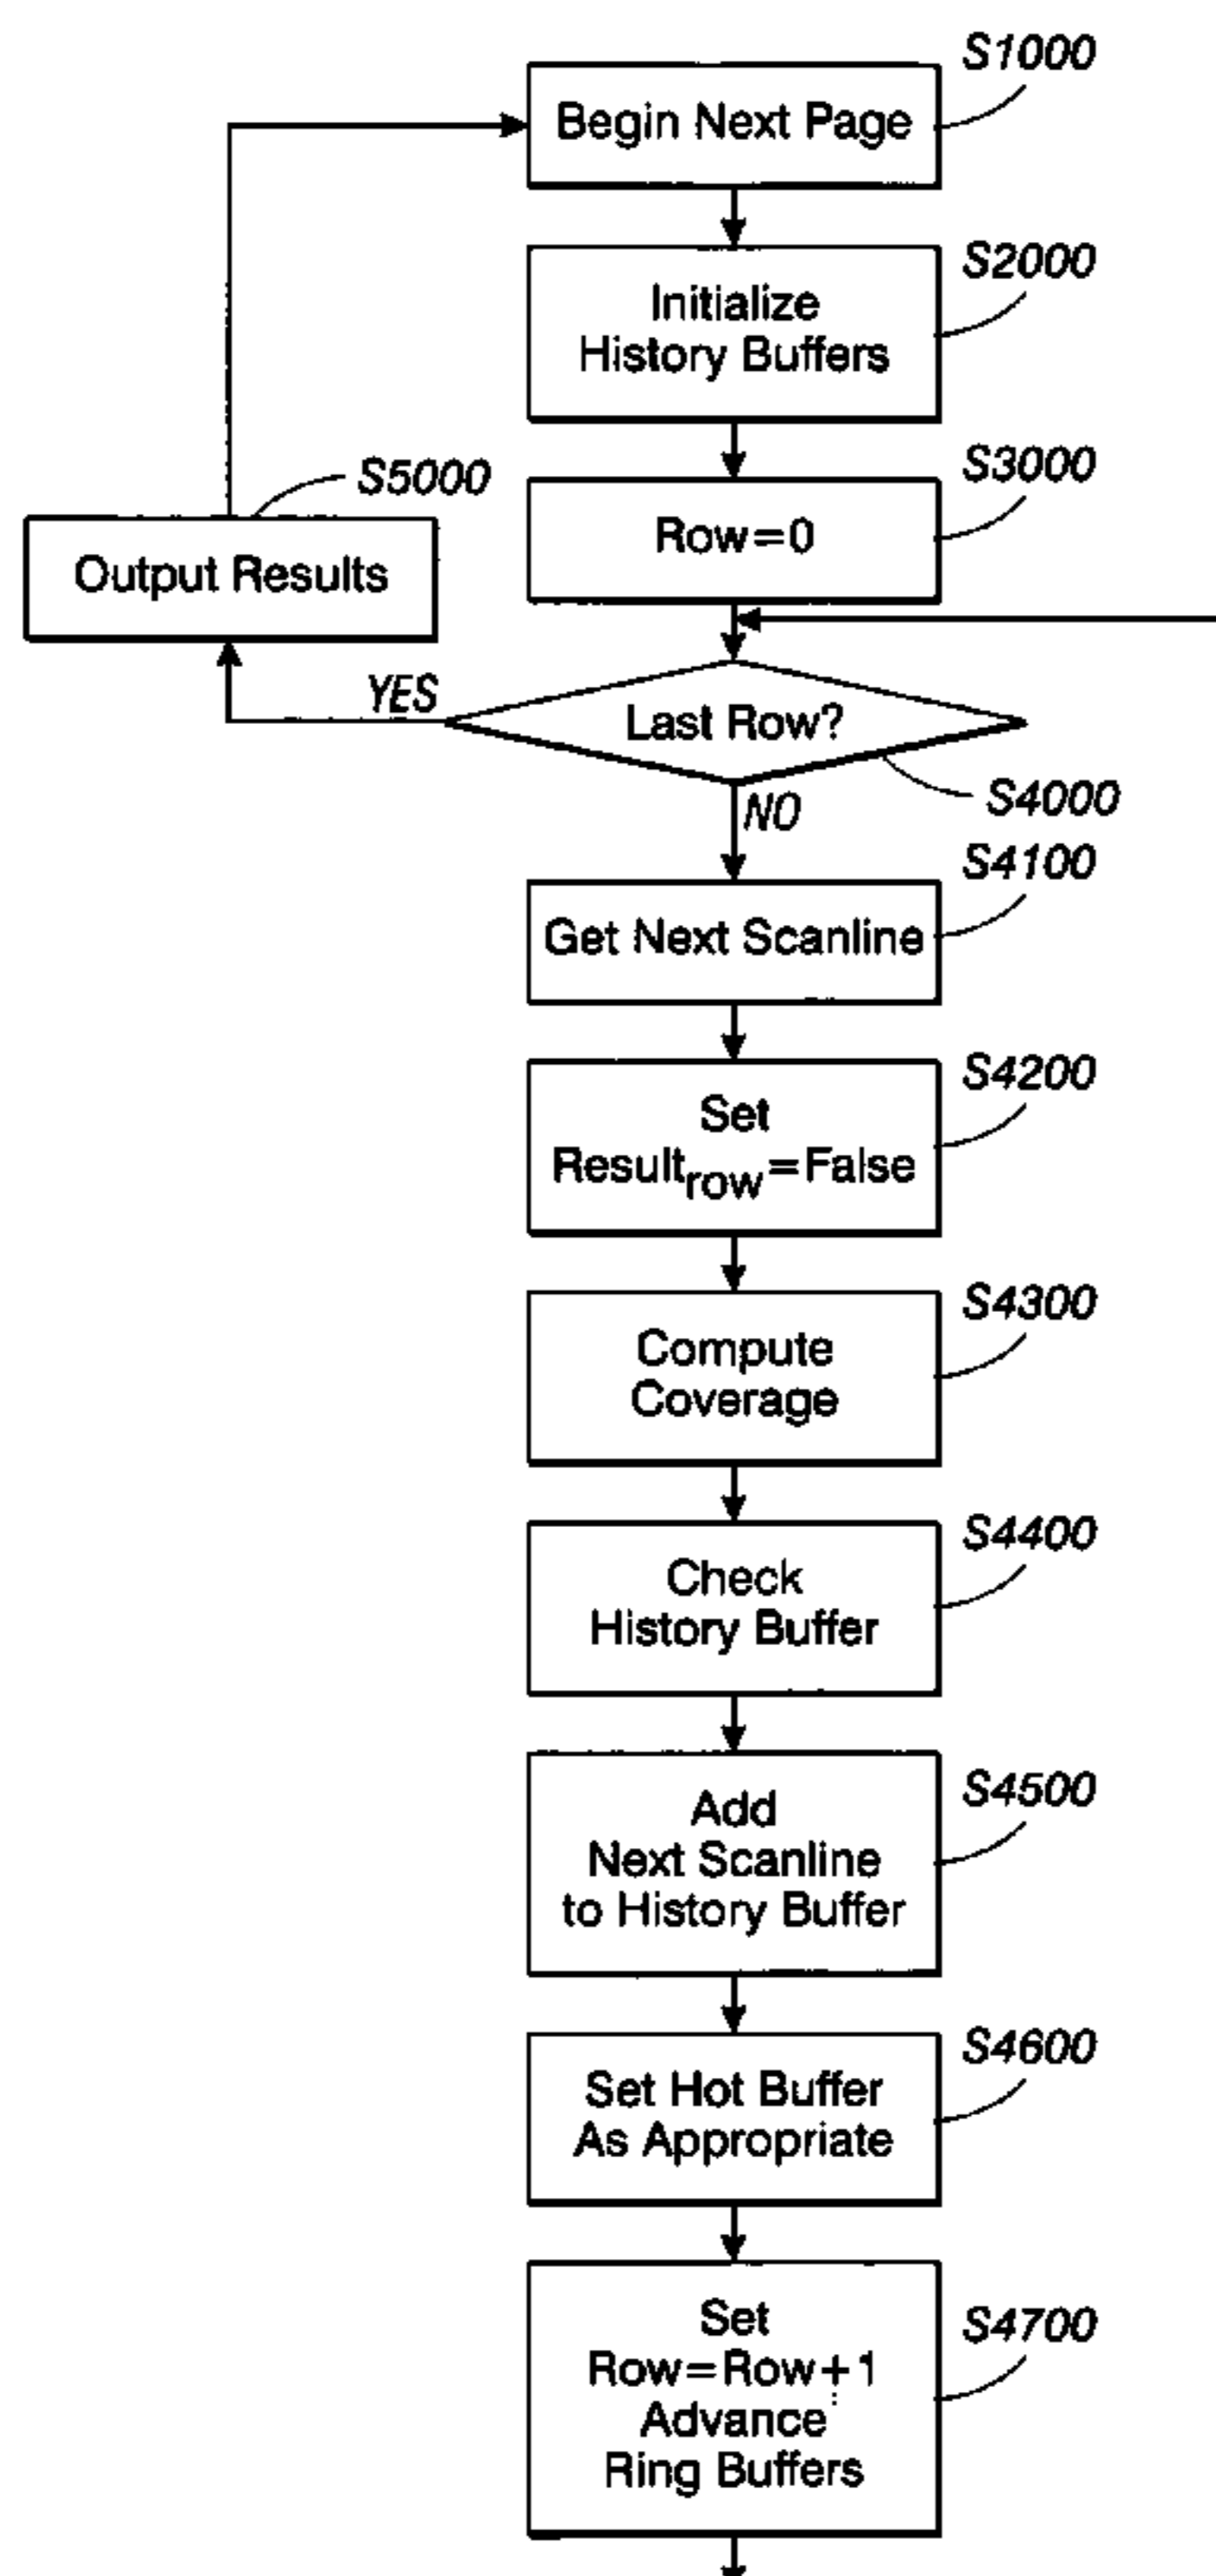 S1000
Begin Next Page
S2000
Initialize
History Buffers
S3000
Row=0
S5000
Output Results
YES
Last Row?
S4000
NO
S4100
Get Next Scanline
S4200
Set
Resultrow=False
S4300
Compute
Coverage
S4400
Check
History Buffer
S4500
Add
Next Scanline
to History Buffer
S4600
Set Hot Buffer
As Appropriate
S4700
Set
Row=Row+1
Advance
Ring Buffers